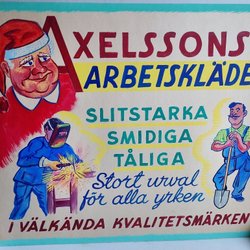 AXELSSONS
ARBETSKLÄDE
SLITSTARKA
SMIDIGA
TÅLIGA
Stort urval
för alla yrken
I VÄLKÄNDA KVALITETSMÄRKEN